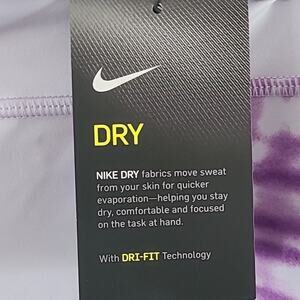 DRY
NIKE DRY fabrics move sweat
from your skin for quicker
evaporation—helping you stay
dry, comfortable and focused
on the task at hand.
With DRI-FIT Technology